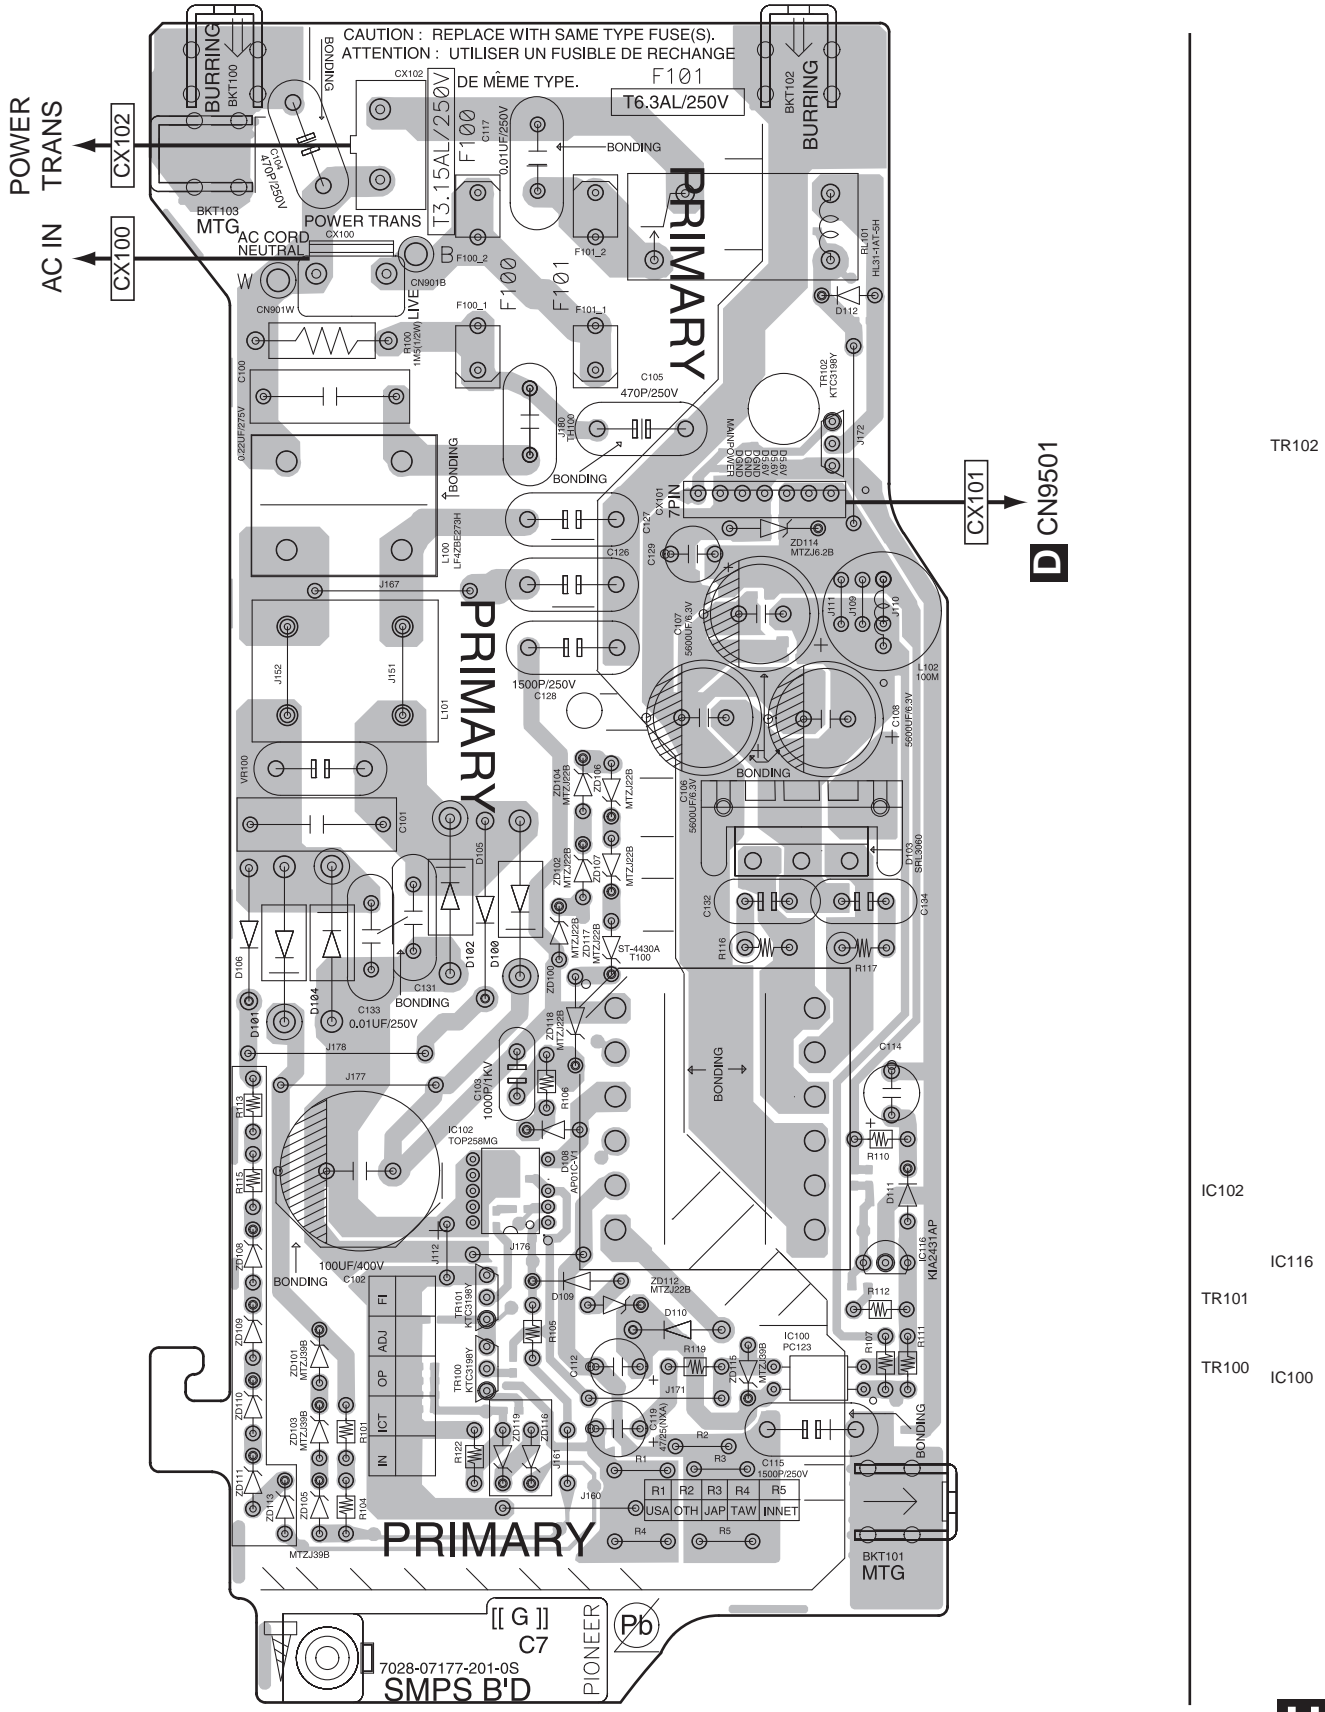 POWER
TRANS
CX102
AC IN
CX100
BURRING
BKT100
BONDING
CAUTION : REPLACE WITH SAME TYPE FUSE(S).
ATTENTION : UTILISER UN FUSIBLE DE RECHANGE
DE MÊME TYPE.
CX102
F101
T6.3AL/250V
T3.15AL/250V
F100
C117
0.01UF/250V
BONDING
BKT102
BURRING
C104
470P/250V
BKT103
MTG
POWER TRANS
AC CORD
NEUTRAL
CX100
W
B
CN901W
CN901B
LIVE
F100_2
F101_2
F100
F101
F100_1
F101_1
PRIMARY
RL101
HL31-1AT-5H
D112
R100
1M5(1/2W)
C100
0.22UF/275V
C105
470P/250V
TR102
KTC3198Y
J172
J180
TH100
BONDING
BONDING
MAINPOWER
DGND
DGND
DGND
D5.6V
D5.6V
D5.6V
CX101
7PIN
CX101
D CN9501
TR102
L100
LF4ZBE273H
C127
C126
C129
ZD114
MTZJ6.2B
J167
J111
J109
J110
C107
5600UF/6.3V
L102
100M
PRIMARY
J152
J151
L101
1500P/250V
C128
C108
5600UF/6.3V
VR100
BONDING
C106
5600UF/6.3V
ZD104
MTZJ22B
ZD106
MTZJ22B
C101
D105
ZD102
MTZJ22B
ZD107
MTZJ22B
D103
SRL3060
C132
C134
D106
D101
D104
C133
0.01UF/250V
C131
BONDING
D102
D100
ZD100
MTZJ22B
ZD117
MTZJ22B
ST-4430A
T100
R116
R117
ZD118
MTZJ22B
J178
J177
C103
1000P/1KV
R106
BONDING
C114
R113
R115
IC102
TOP258MG
D108
AP01C-V1
R110
D111
IC102
ZD108
BONDING
100UF/400V
C102
J112
J176
IC116
KIA2431AP
IC116
FI
ADJ
OP
ICT
IN
TR101
KTC3198Y
D109
ZD112
MTZJ22B
R112
TR101
ZD109
ZD101
MTZJ39B
R105
D110
IC100
PC123
R107
R111
TR100
KTC3198Y
C112
R119
ZD115
MTZJ39B
TR100
IC100
ZD110
ZD103
MTZJ39B
R101
J171
R122
ZD119
ZD116
J161
C119
47/25(NXA)
R2
R1
R3
C115
1500P/250V
BONDING
ZD111
ZD113
ZD105
R104
J160
R1 R2 R3 R4 R5
USA OTH JAP TAW INNET
MTZJ39B
PRIMARY
R4
R5
BKT101
MTG
[[ G ]]
C7
PIONEER
Pb
7028-07177-201-0S
SMPS B'D